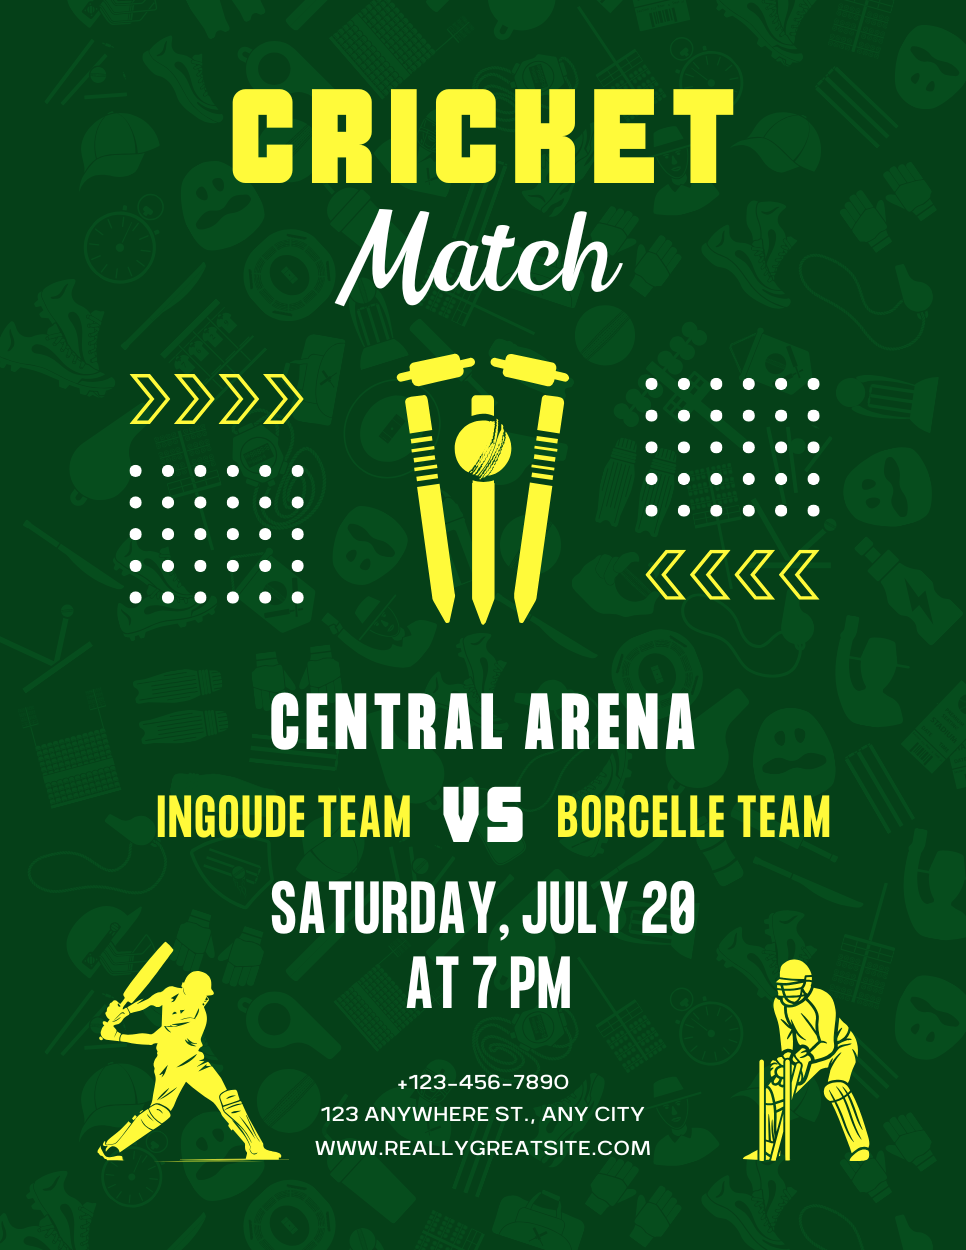 CRICKET
Match
CENTRAL ARENA
INGOUDE TEAM VS BORCELLE TEAM
SATURDAY, JULY 20
AT 7 PM
+123-456-7890
123 ANYWHERE ST., ANY CITY
WWW.REALLYGREATSITE.COM